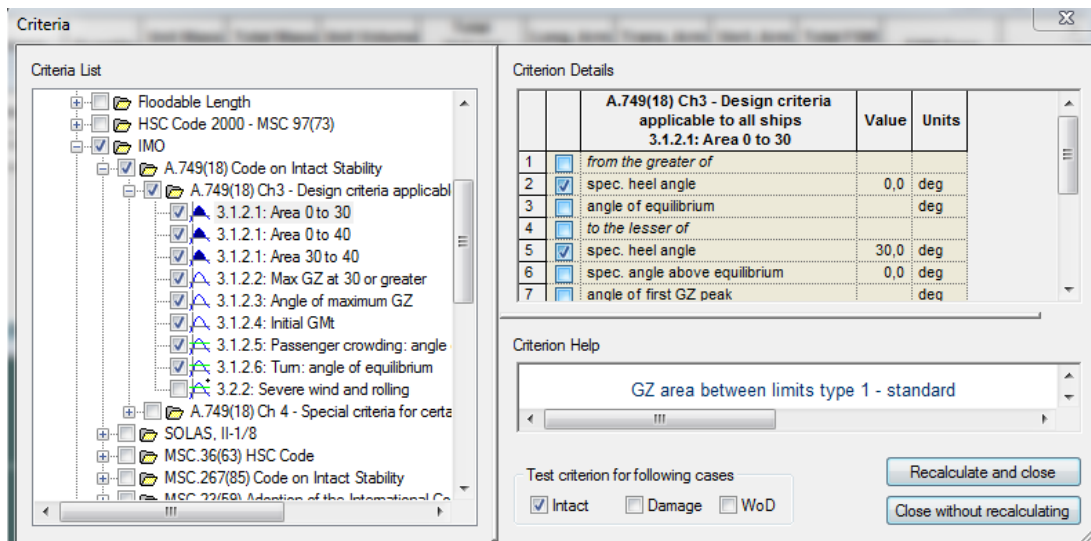 Criteria
Criteria List
Floodable Length
HSC Code 2000 - MSC 97(73)
IMO
A.749(18) Code on Intact Stability
A.749(18) Ch3 - Design criteria applicabl
3.1.2.1: Area 0 to 30
3.1.2.1: Area 0 to 40
3.1.2.1: Area 30 to 40
3.1.2.2: Max GZ at 30 or greater
3.1.2.3: Angle of maximum GZ
3.1.2.4: Initial GMt
3.1.2.5: Passenger crowding: angle
3.1.2.6: Turn: angle of equilibrium
3.2.2: Severe wind and rolling
A.749(18) Ch 4 - Special criteria for certa
SOLAS, II-1/8
MSC.36(63) HSC Code
MSC.267(85) Code on Intact Stability
MSC.23(59) Adoption of the International Co
Criterion Details
A.749(18) Ch3 - Design criteria
applicable to all ships
3.1.2.1: Area 0 to 30
Value Units
1 from the greater of
2 spec. heel angle 0,0 deg
3 angle of equilibrium deg
4 to the lesser of
5 spec. heel angle 30,0 deg
6 spec. angle above equilibrium 0,0 deg
7 angle of first GZ peak deg
Criterion Help
GZ area between limits type 1 - standard
Test criterion for following cases
Intact Damage WoD
Recalculate and close
Close without recalculating